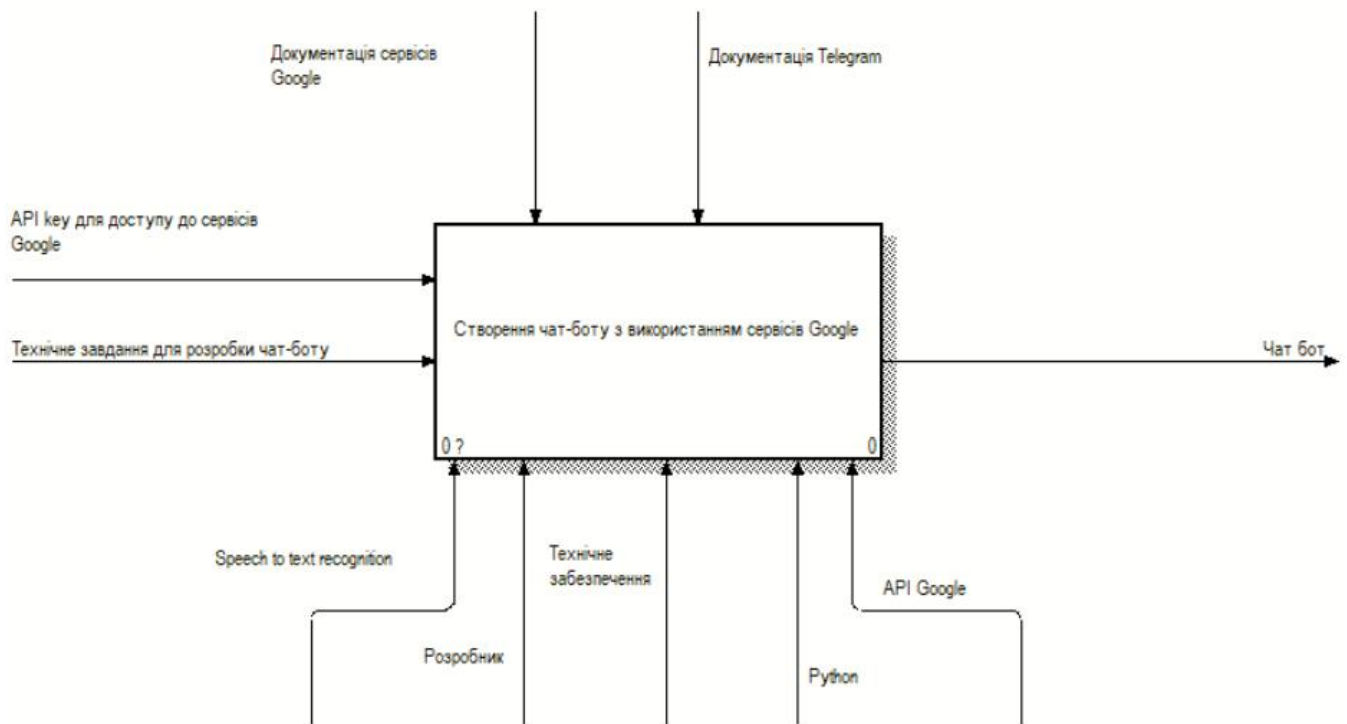 Документація сервісів
Google
Документація Telegram
API key для доступу до сервісів
Google
Створення чат-боту з використанням сервісів Google
Технічне завдання для розробки чат-боту
Чат бот
0 ?
0
Speech to text recognition
Технічне
забезпечення
API Google
Розробник
Python